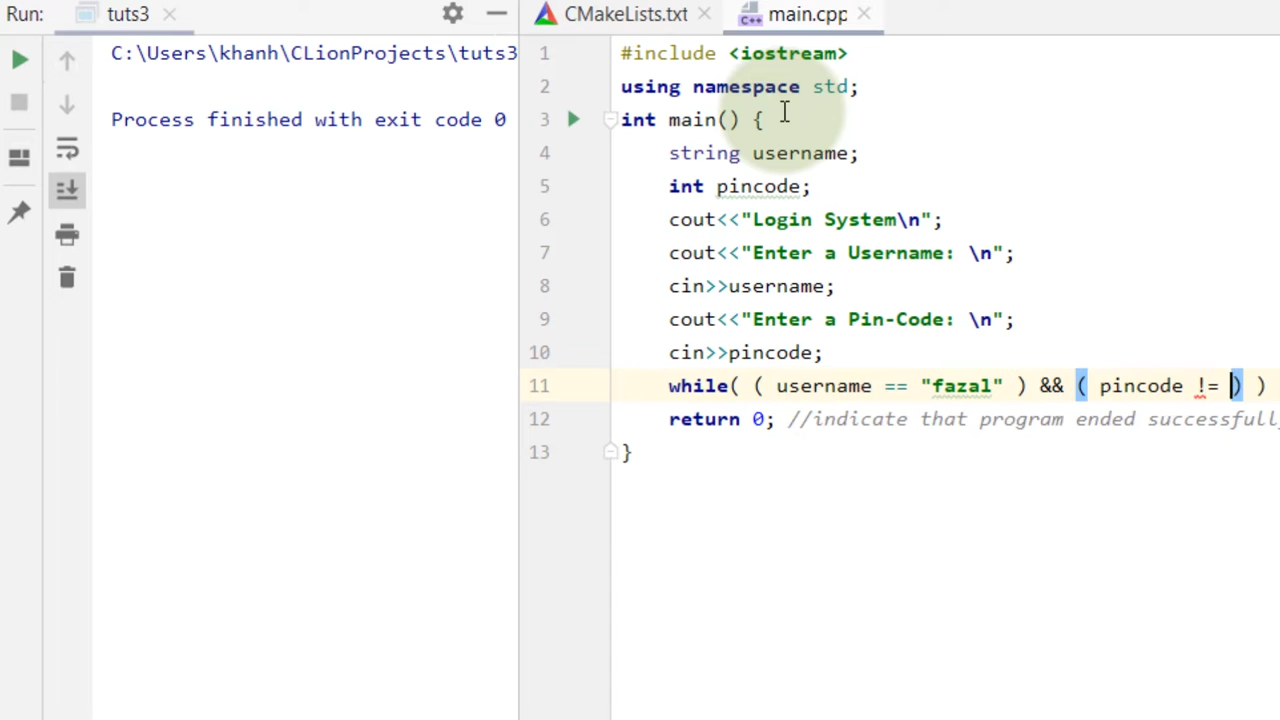 Run: tuts3
CMakeLists.txt
main.cpp
C:\Users\khanh\CLionProjects\tuts3
Process finished with exit code 0
1 #include <iostream>
2 using namespace std;
3 int main() {
4 string username;
5 int pincode;
6 cout<<"Login System\n";
7 cout<<"Enter a Username: \n";
8 cin>>username;
9 cout<<"Enter a Pin-Code: \n";
10 cin>>pincode;
11 while( ( username == "fazal" ) && ( pincode != ) )
12 return 0; //indicate that program ended successfully
13 }